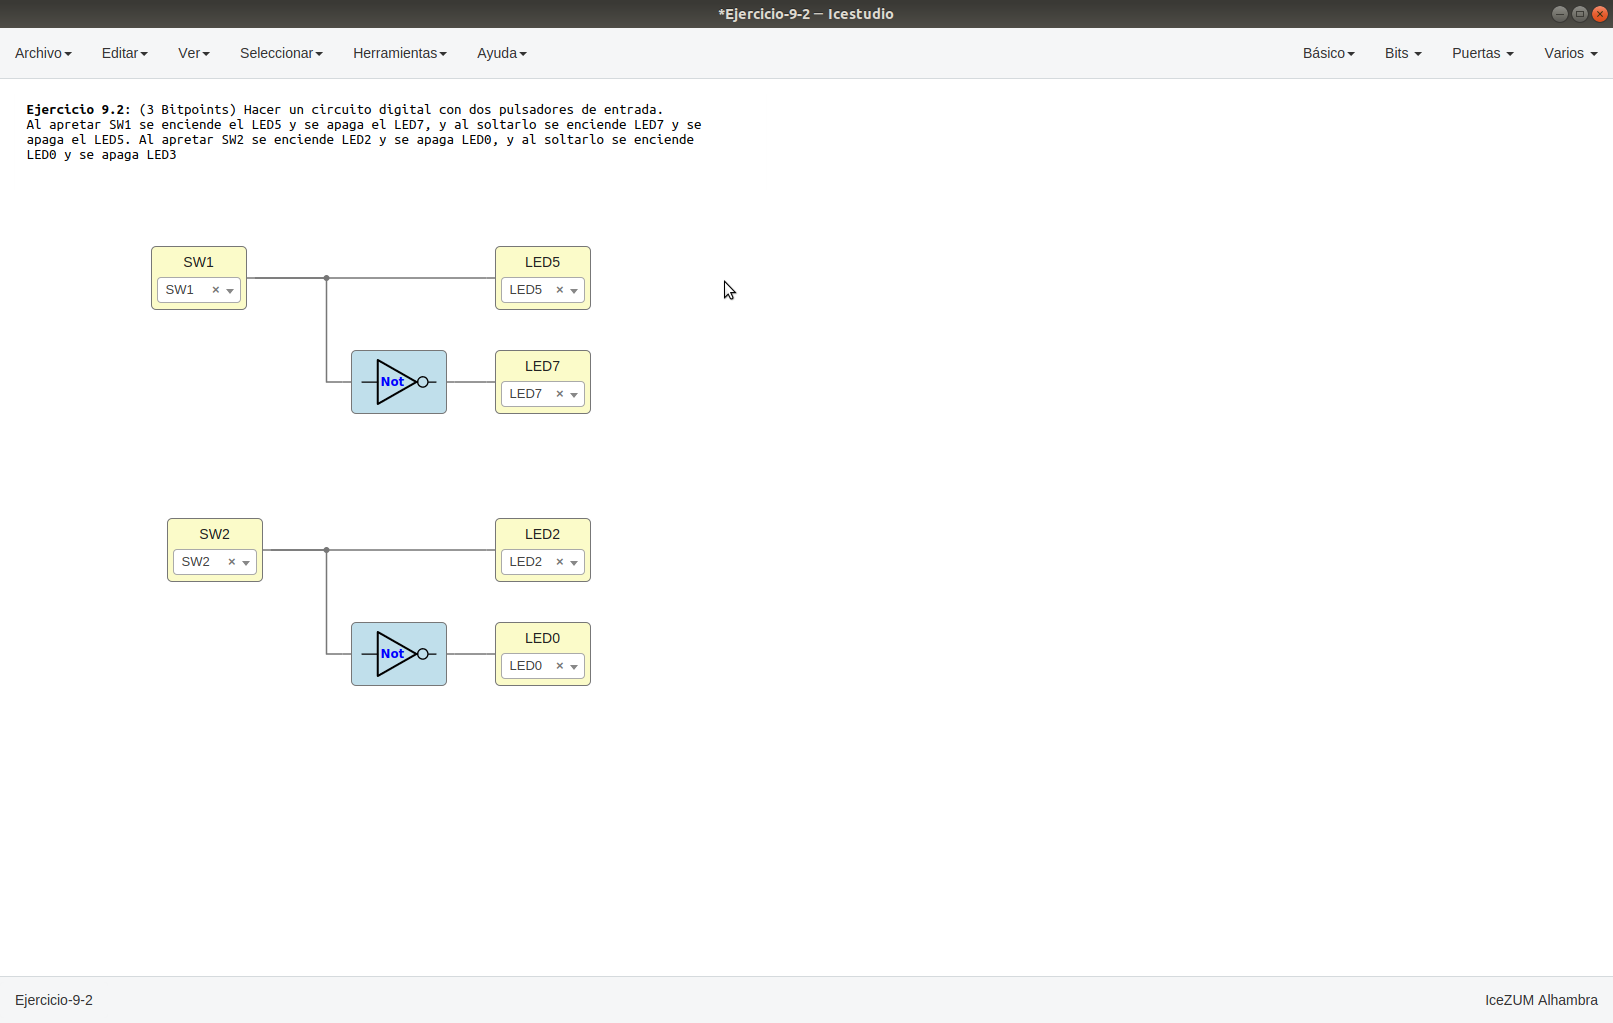 *Ejercicio-9-2 — Icestudio
Archivo Editar Ver Seleccionar Herramientas Ayuda Básico Bits Puertas Varios
Ejercicio 9.2: (3 Bitpoints) Hacer un circuito digital con dos pulsadores de entrada.
Al apretar SW1 se enciende el LED5 y se apaga el LED7, y al soltarlo se enciende LED7 y se
apaga el LED5. Al apretar SW2 se enciende LED2 y se apaga LED0, y al soltarlo se enciende
LED0 y se apaga LED3
SW1
SW1
LED5
LED5
Not
LED7
LED7
SW2
SW2
LED2
LED2
Not
LED0
LED0
Ejercicio-9-2
IceZUM Alhambra